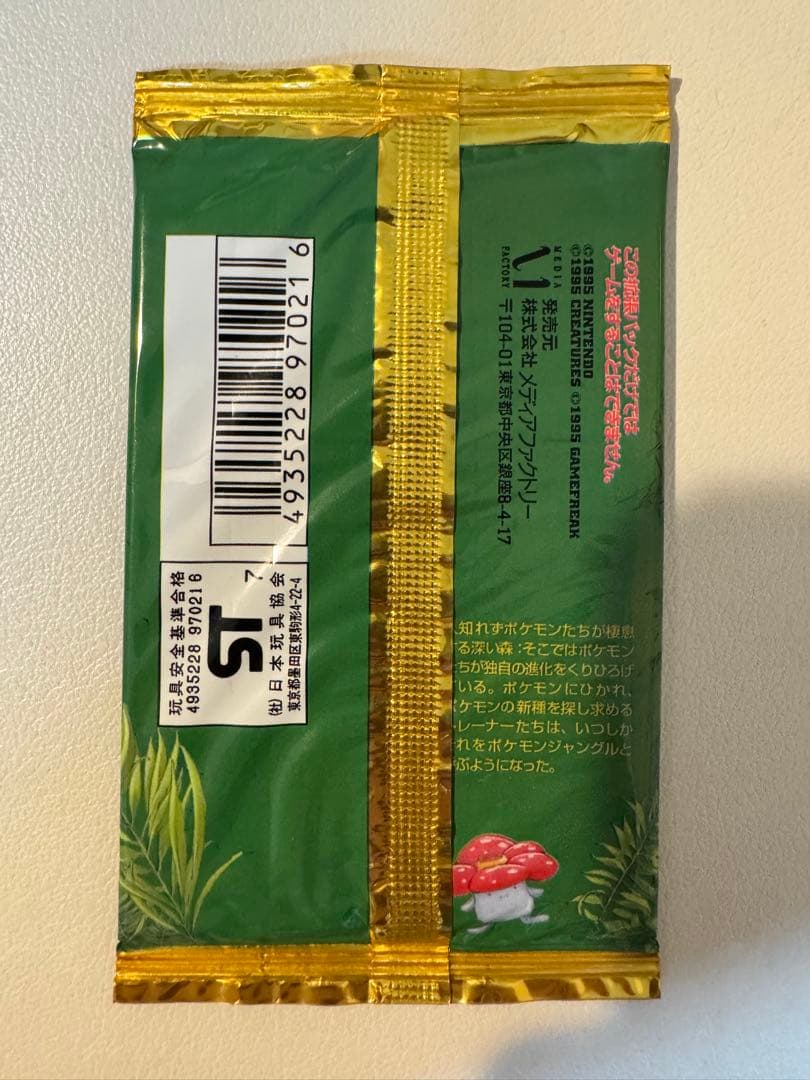 この拡張パックだけでは
ゲームをすることはできません。
©1995 NINTENDO
©1995 CREATURES ©1995 GAMEFREAK
MEDIA
FACTORY
発売元
株式会社 メディアファクトリー
〒104-01 東京都中央区銀座8-4-17
知れずポケモンたちが棲息
る深い森：そこではポケモン
ちが独自の進化をくりひろげ
いる。ポケモンにひかれ、
ケモンの新種を探し求める
レーナーたちは、いつしか
れをポケモンジャングルと
ぶようになった。
4935228 970216
玩具安全基準合格
4935228 970216
ST
7
(社)日本玩具協会
東京都墨田区東駒形4-22-4